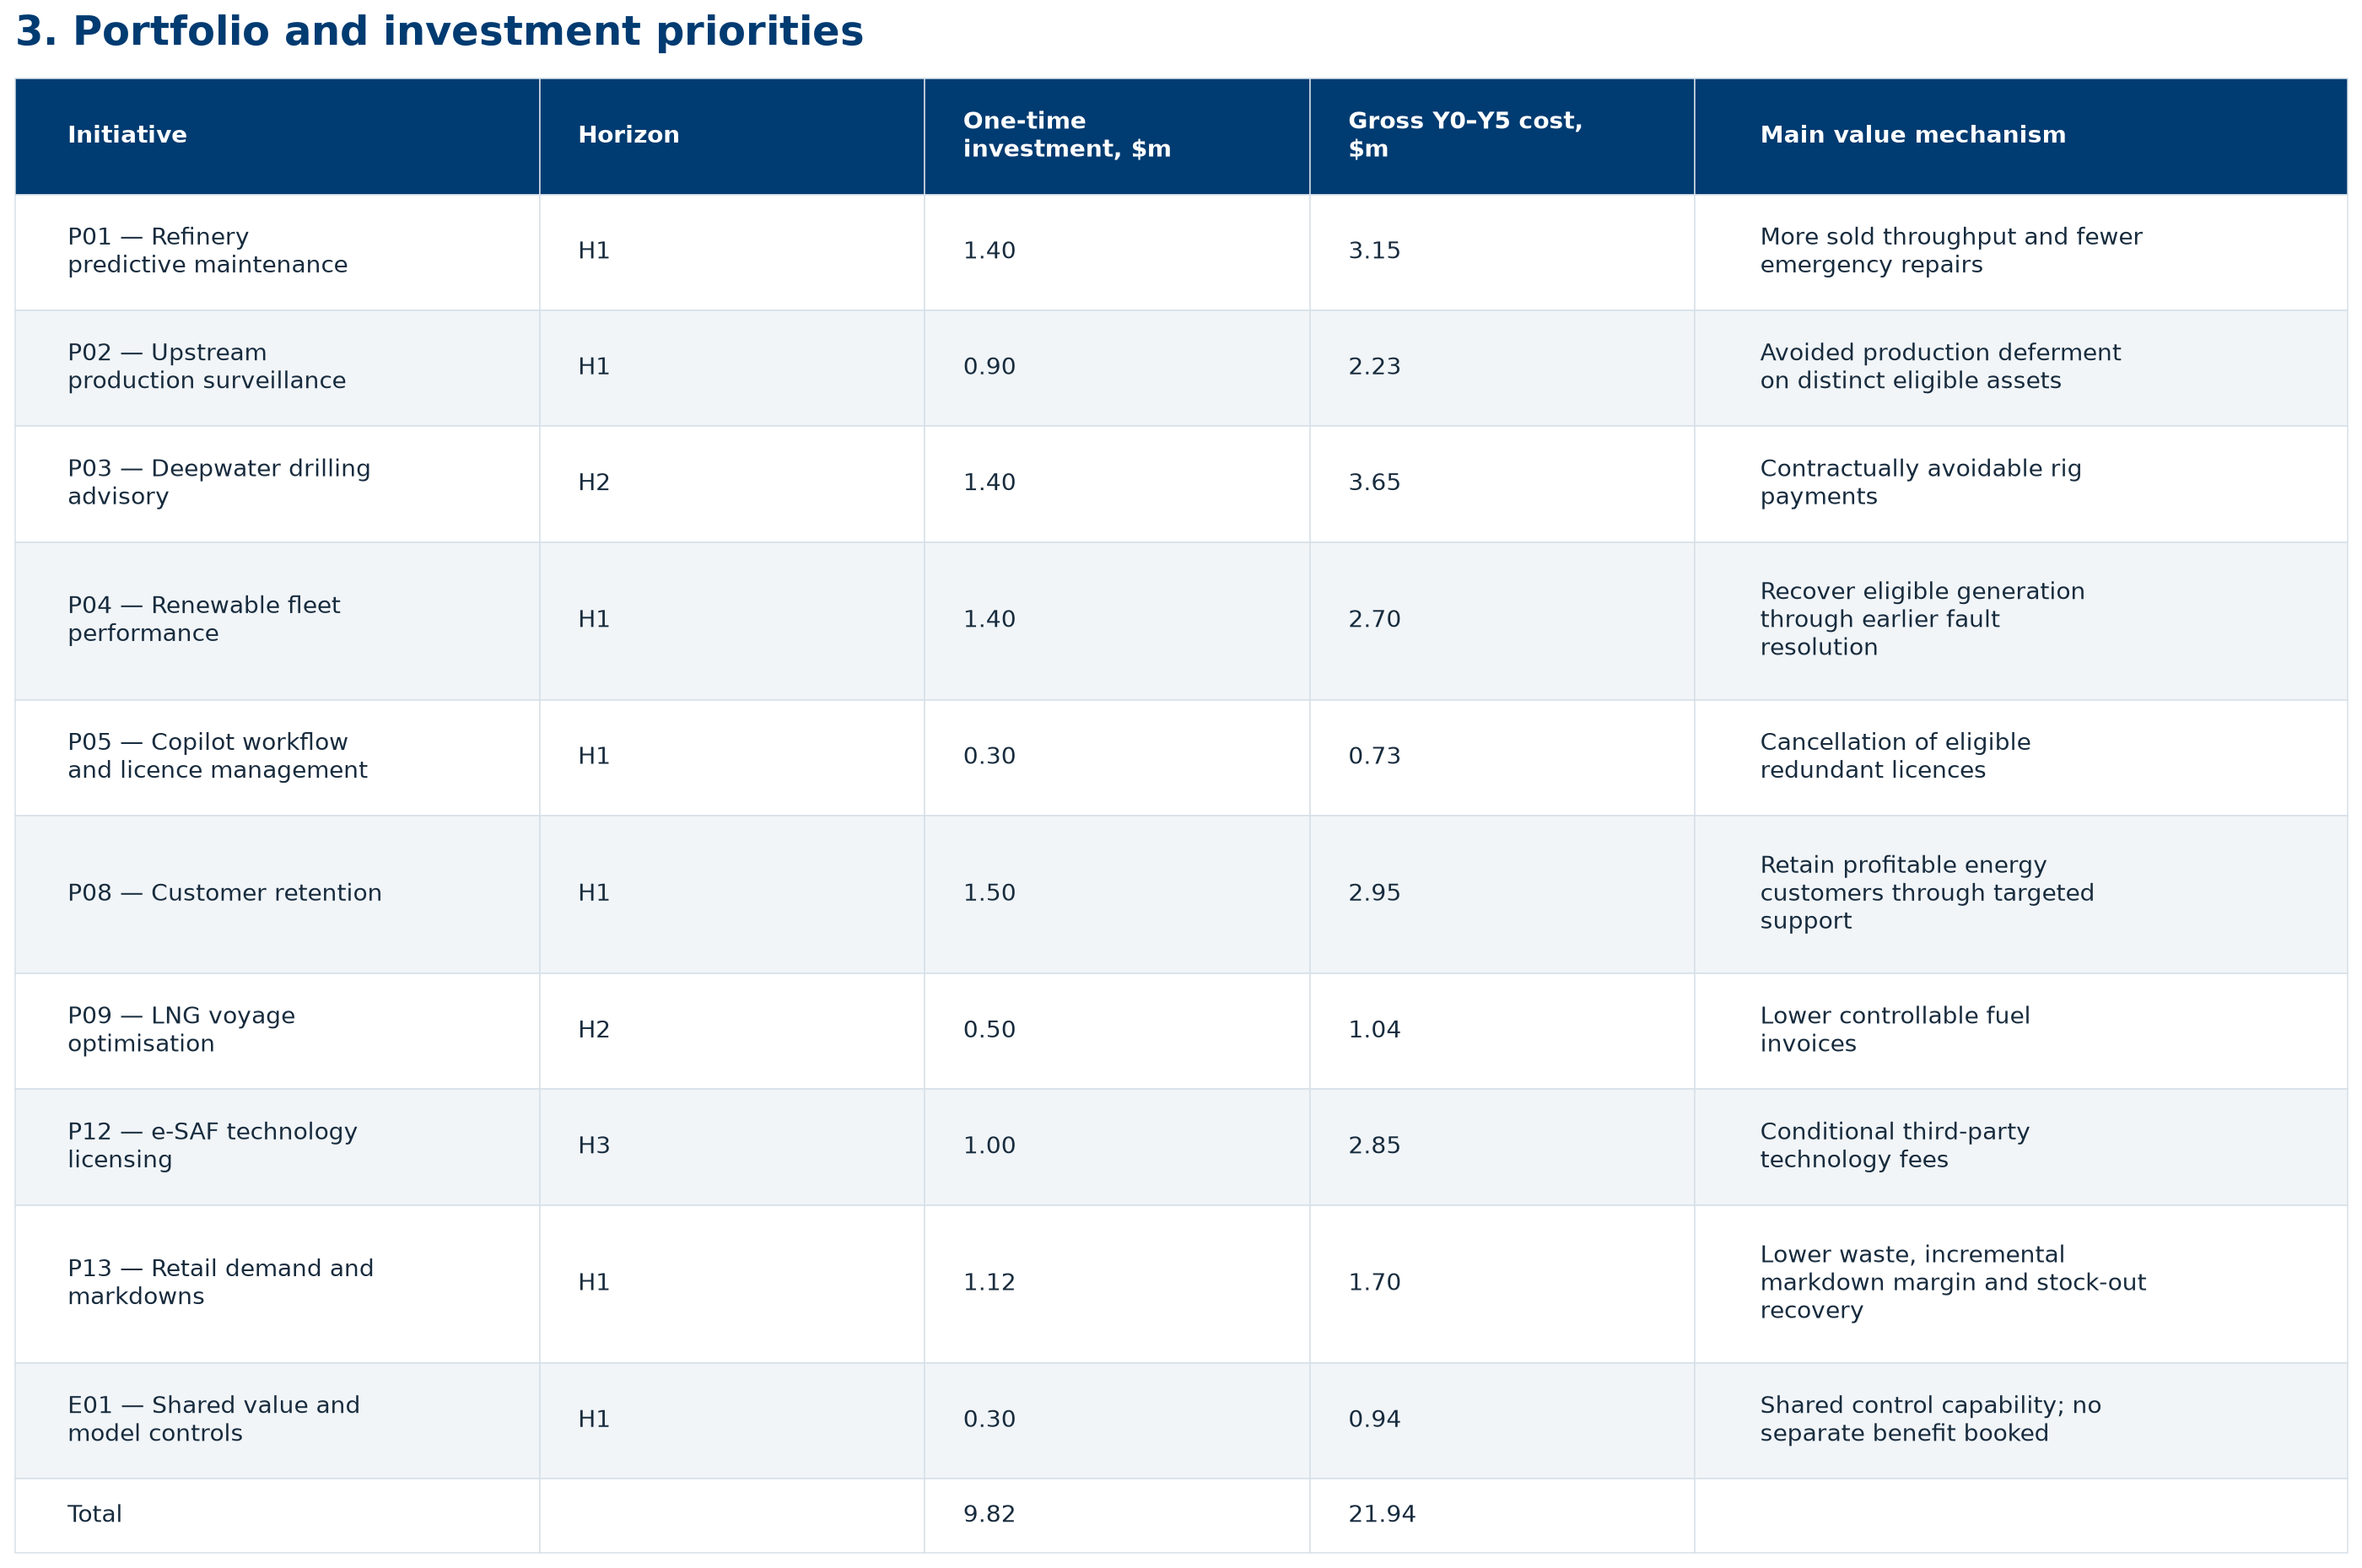 3. Portfolio and investment priorities
Initiative
Horizon
One-time
investment, $m
Gross Y0–Y5 cost,
$m
Main value mechanism
P01 — Refinery
predictive maintenance
H1
1.40
3.15
More sold throughput and fewer
emergency repairs
P02 — Upstream
production surveillance
H1
0.90
2.23
Avoided production deferment
on distinct eligible assets
P03 — Deepwater drilling
advisory
H2
1.40
3.65
Contractually avoidable rig
payments
P04 — Renewable fleet
performance
H1
1.40
2.70
Recover eligible generation
through earlier fault
resolution
P05 — Copilot workflow
and licence management
H1
0.30
0.73
Cancellation of eligible
redundant licences
P08 — Customer retention
H1
1.50
2.95
Retain profitable energy
customers through targeted
support
P09 — LNG voyage
optimisation
H2
0.50
1.04
Lower controllable fuel
invoices
P12 — e-SAF technology
licensing
H3
1.00
2.85
Conditional third-party
technology fees
P13 — Retail demand and
markdowns
H1
1.12
1.70
Lower waste, incremental
markdown margin and stock-out
recovery
E01 — Shared value and
model controls
H1
0.30
0.94
Shared control capability; no
separate benefit booked
Total
9.82
21.94